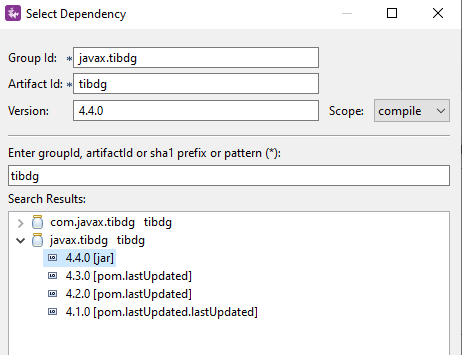 Select Dependency
Group Id: * javax.tibdg
Artifact Id: * tibdg
Version: 4.4.0 Scope: compile
Enter groupId, artifactId or sha1 prefix or pattern (*):
tibdg
Search Results:
com.javax.tibdg tibdg
javax.tibdg tibdg
4.4.0 [jar]
4.3.0 [pom.lastUpdated]
4.2.0 [pom.lastUpdated]
4.1.0 [pom.lastUpdated.lastUpdated]